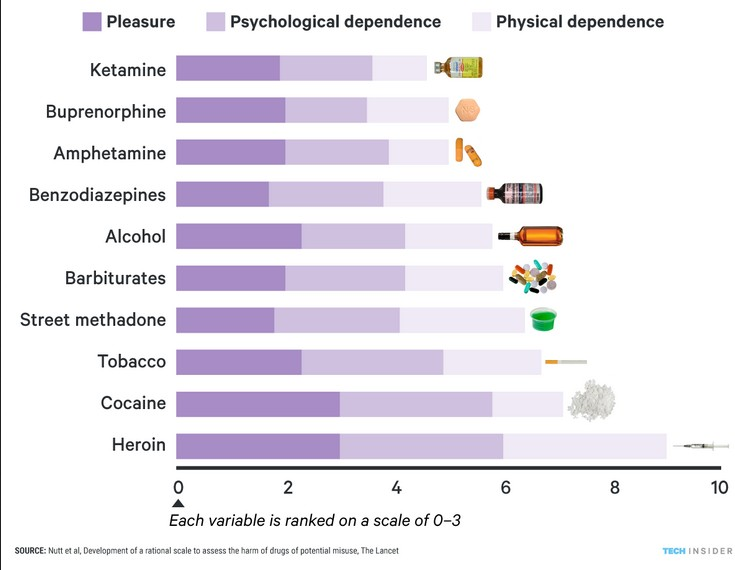 Pleasure Psychological dependence Physical dependence
Ketamine
Buprenorphine
Amphetamine
Benzodiazepines
Alcohol
Barbiturates
Street methadone
Tobacco
Cocaine
Heroin
0 2 4 6 8 10
Each variable is ranked on a scale of 0–3
SOURCE: Nutt et al, Development of a rational scale to assess the harm of drugs of potential misuse, The Lancet
TECH INSIDER